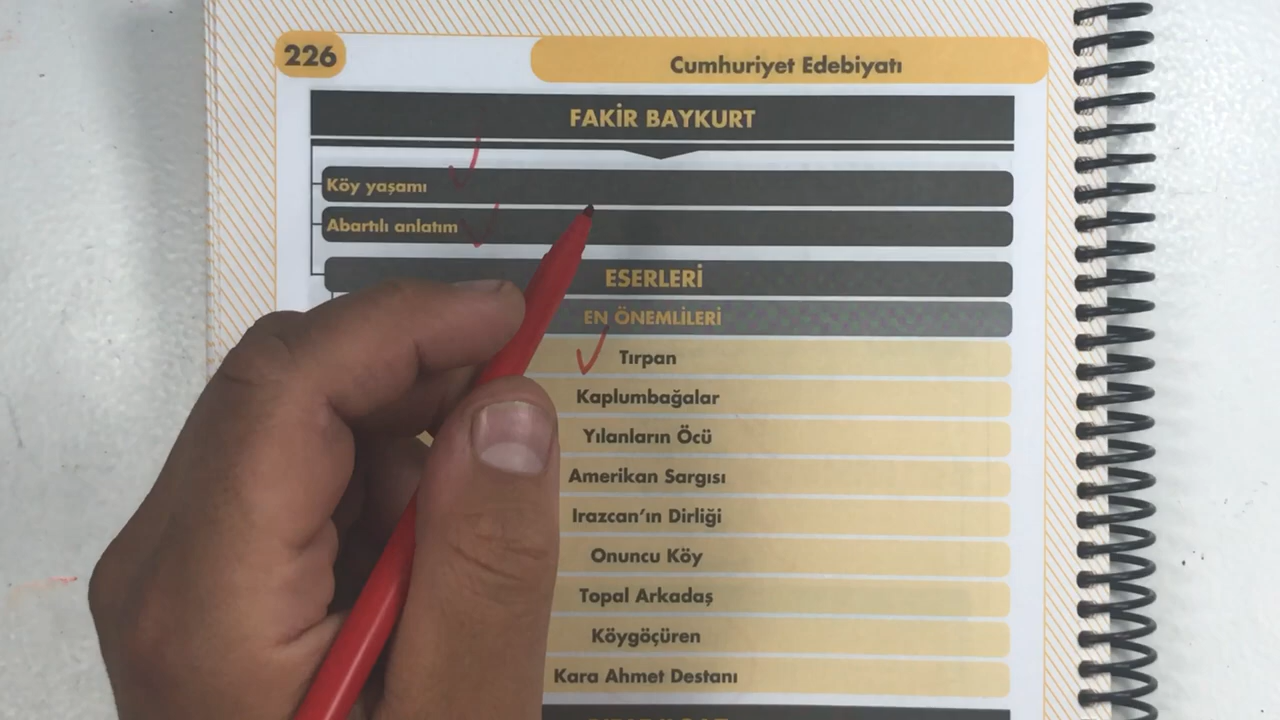 226
Cumhuriyet Edebiyatı
FAKİR BAYKURT
Köy yaşamı
Abartılı anlatım
ESERLERİ
EN ÖNEMLİLERİ
Tırpan
Kaplumbağalar
Yılanların Öcü
Amerikan Sargısı
Irazcan'ın Dirliği
Onuncu Köy
Topal Arkadaş
Köygöçüren
Kara Ahmet Destanı